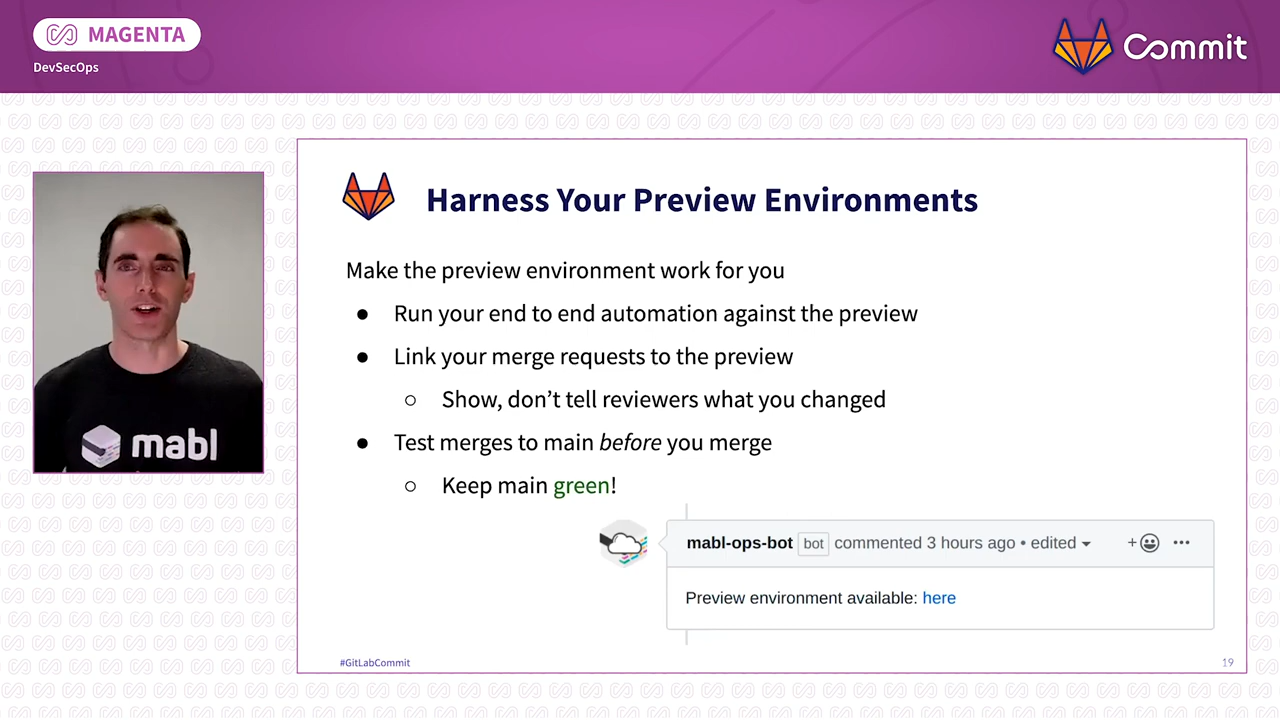 MAGENTA
DevSecOps
Commit
Harness Your Preview Environments
Make the preview environment work for you
● Run your end to end automation against the preview
● Link your merge requests to the preview
○ Show, don’t tell reviewers what you changed
● Test merges to main before you merge
○ Keep main green!
mabl
mabl-ops-bot bot commented 3 hours ago • edited
Preview environment available: here
#GitLabCommit
19